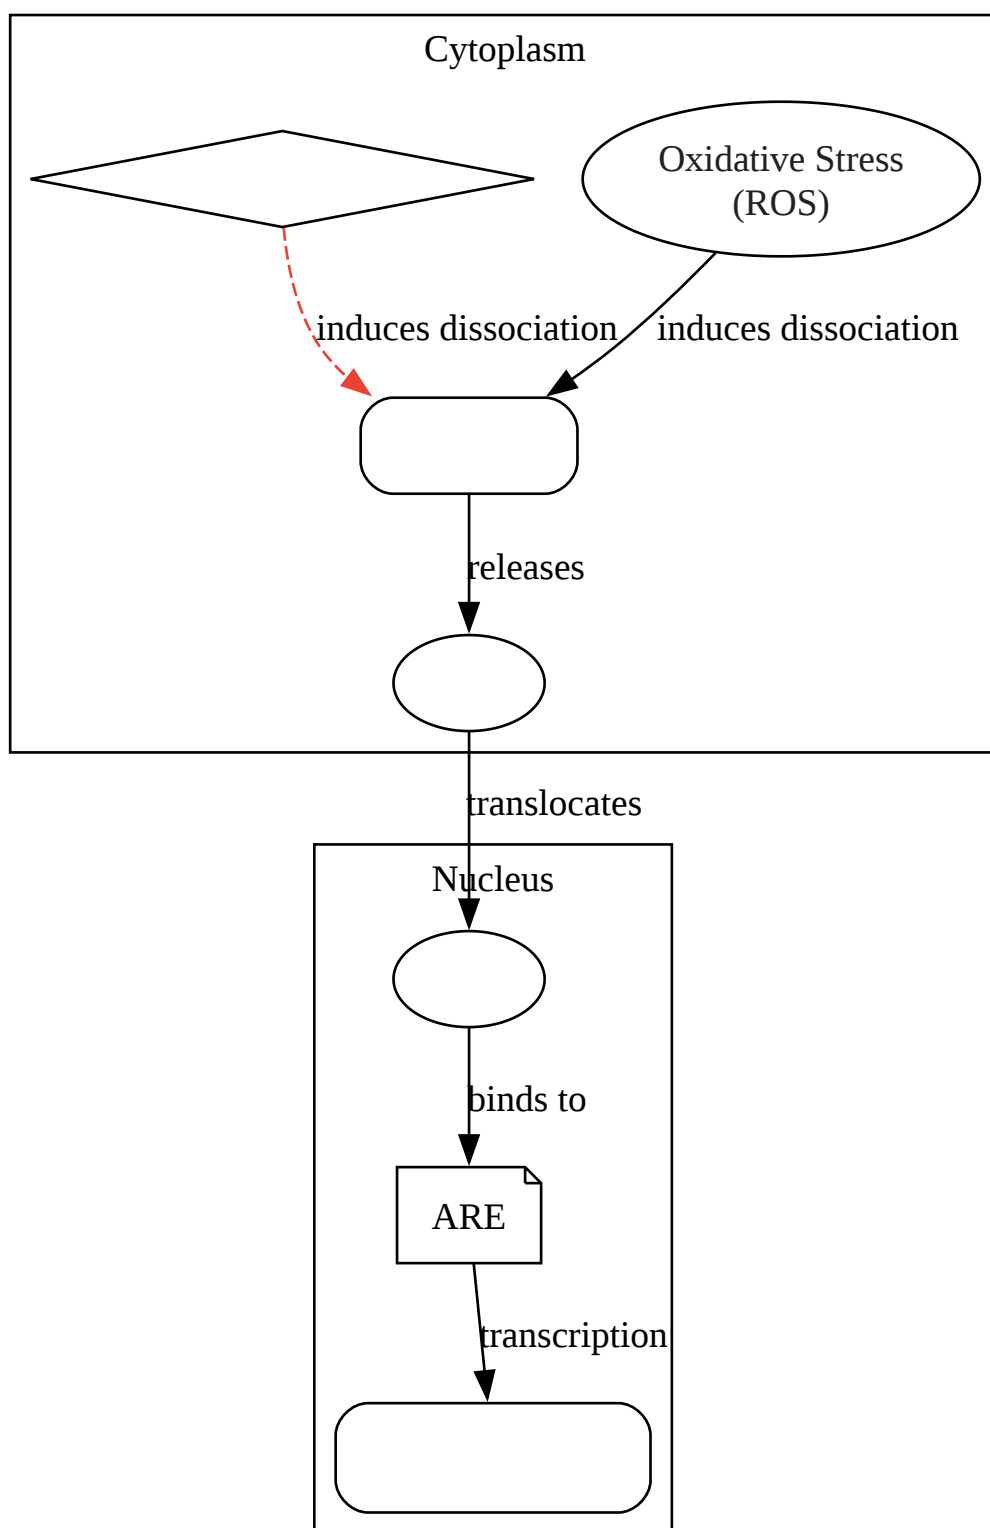 Cytoplasm
Oxidative Stress
(ROS)
induces dissociation
induces dissociation
releases
translocates
Nucleus
binds to
ARE
transcription